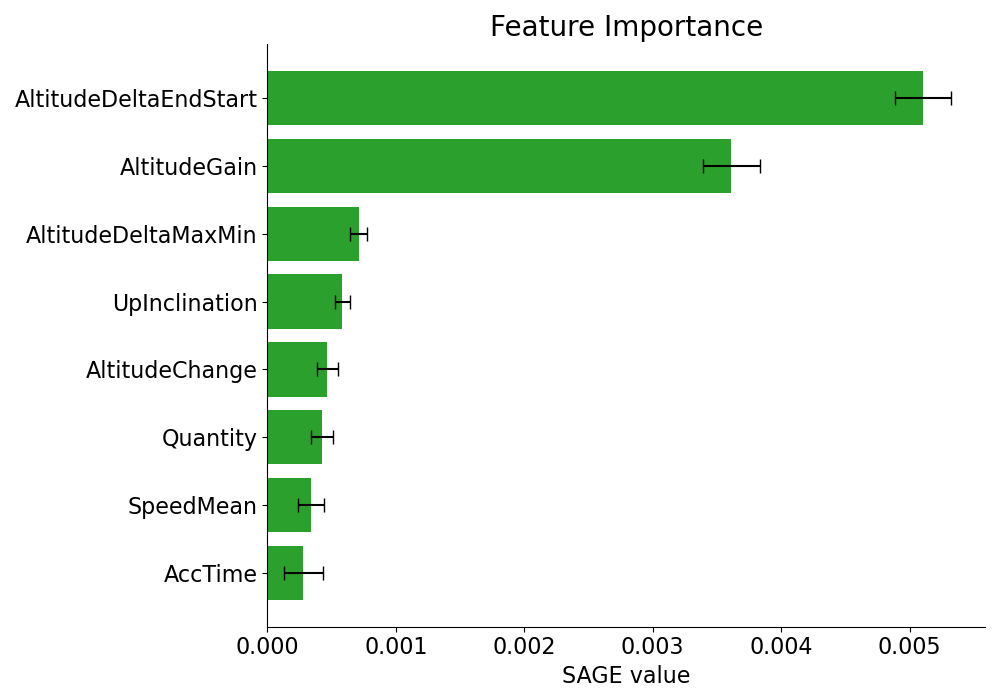 Feature Importance
AltitudeDeltaEndStart
AltitudeGain
AltitudeDeltaMaxMin
UpInclination
AltitudeChange
Quantity
SpeedMean
AccTime
0.000 0.001 0.002 0.003 0.004 0.005
SAGE value